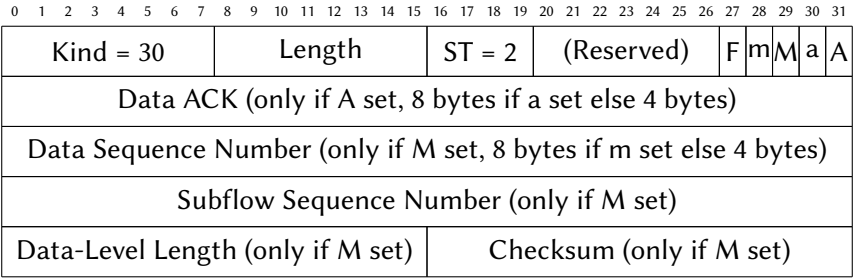 0 1 2 3 4 5 6 7 8 9 10 11 12 13 14 15 16 17 18 19 20 21 22 23 24 25 26 27 28 29 30 31
Kind = 30 Length ST = 2 (Reserved) F m M a A
Data ACK (only if A set, 8 bytes if a set else 4 bytes)
Data Sequence Number (only if M set, 8 bytes if m set else 4 bytes)
Subflow Sequence Number (only if M set)
Data-Level Length (only if M set) Checksum (only if M set)